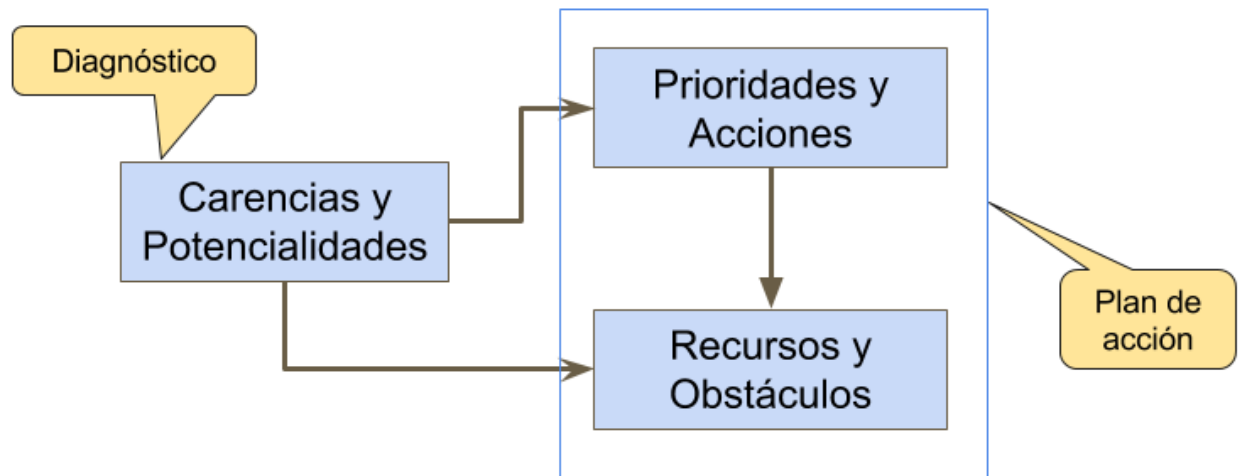 Diagnóstico
Carencias y
Potencialidades
Prioridades y
Acciones
Recursos y
Obstáculos
Plan de
acción